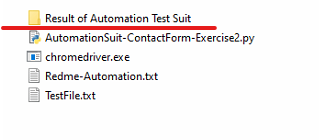 Result of Automation Test Suit
AutomationSuit-ContactForm-Exercise2.py
chromedriver.exe
Redme-Automation.txt
TestFile.txt